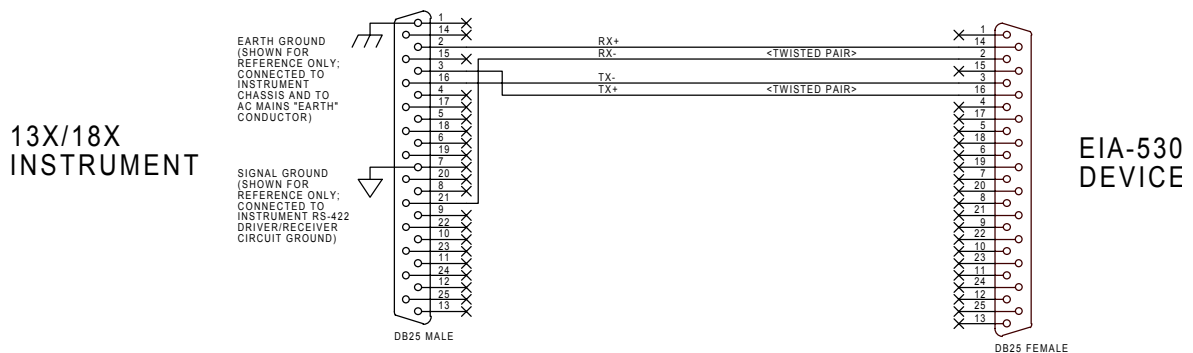 13X/18X
INSTRUMENT
EARTH GROUND
(SHOWN FOR
REFERENCE ONLY;
CONNECTED TO
INSTRUMENT
CHASSIS AND TO
AC MAINS "EARTH"
CONDUCTOR)
SIGNAL GROUND
(SHOWN FOR
REFERENCE ONLY;
CONNECTED TO
INSTRUMENT RS-422
DRIVER/RECEIVER
CIRCUIT GROUND)
1
14
2
15
3
16
4
17
5
18
6
19
7
20
8
21
9
22
10
23
11
24
12
25
13
DB25 MALE
RX+
RX- <TWISTED PAIR>
TX-
TX+ <TWISTED PAIR>
1
14
2
15
3
16
4
17
5
18
6
19
7
20
8
21
9
22
10
23
11
24
12
25
13
DB25 FEMALE
EIA-530
DEVICE